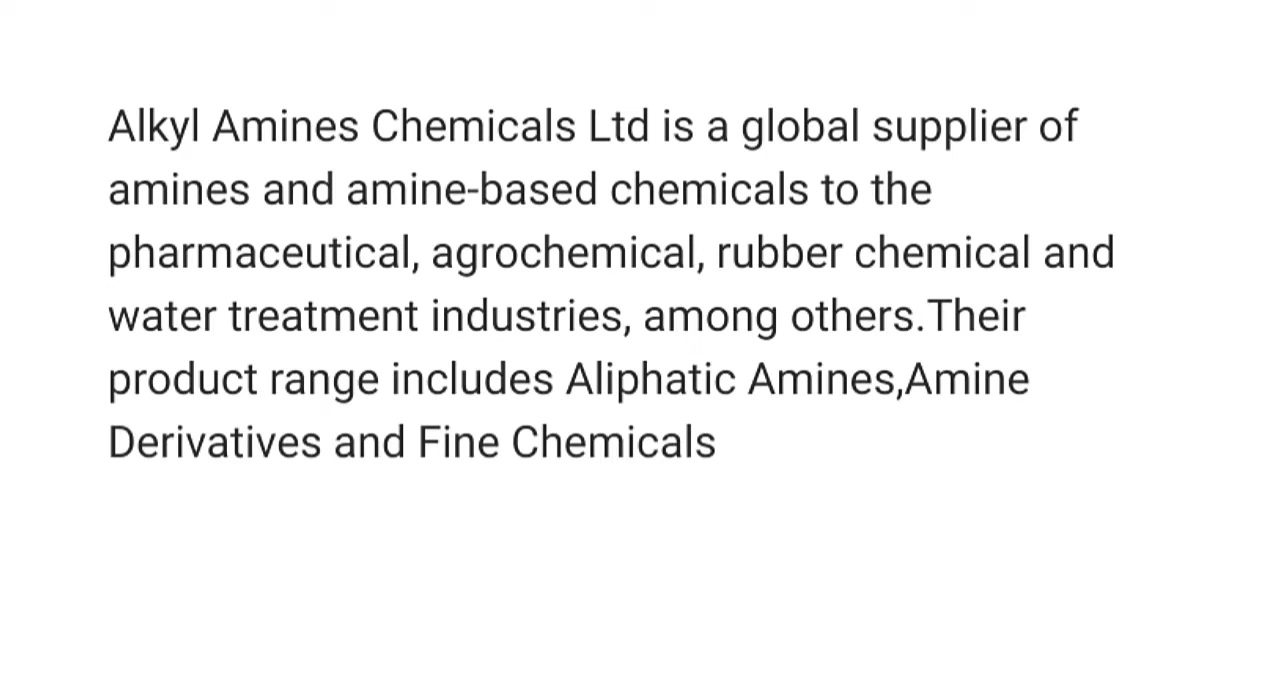 Alkyl Amines Chemicals Ltd is a global supplier of
amines and amine-based chemicals to the
pharmaceutical, agrochemical, rubber chemical and
water treatment industries, among others.Their
product range includes Aliphatic Amines,Amine
Derivatives and Fine Chemicals